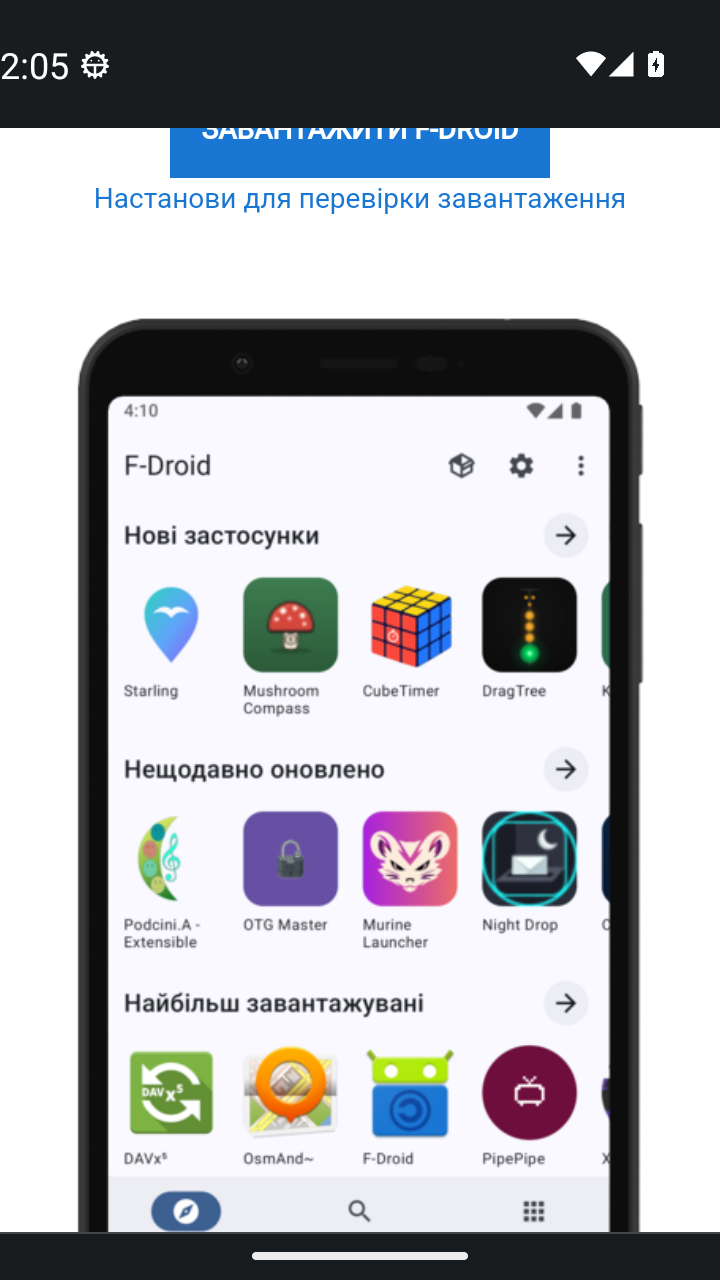 2:05
ЗАВАНТАЖИТИ F-DROID
Настанови для перевірки завантаження
4:10
F-Droid
Нові застосунки
Starling
Mushroom Compass
CubeTimer
DragTree
K
Нещодавно оновлено
Podcini.A - Extensible
OTG Master
Murine Launcher
Night Drop
Найбільш завантажувані
DAVx⁵
DAVx⁵
OsmAnd~
F-Droid
PipePipe
X